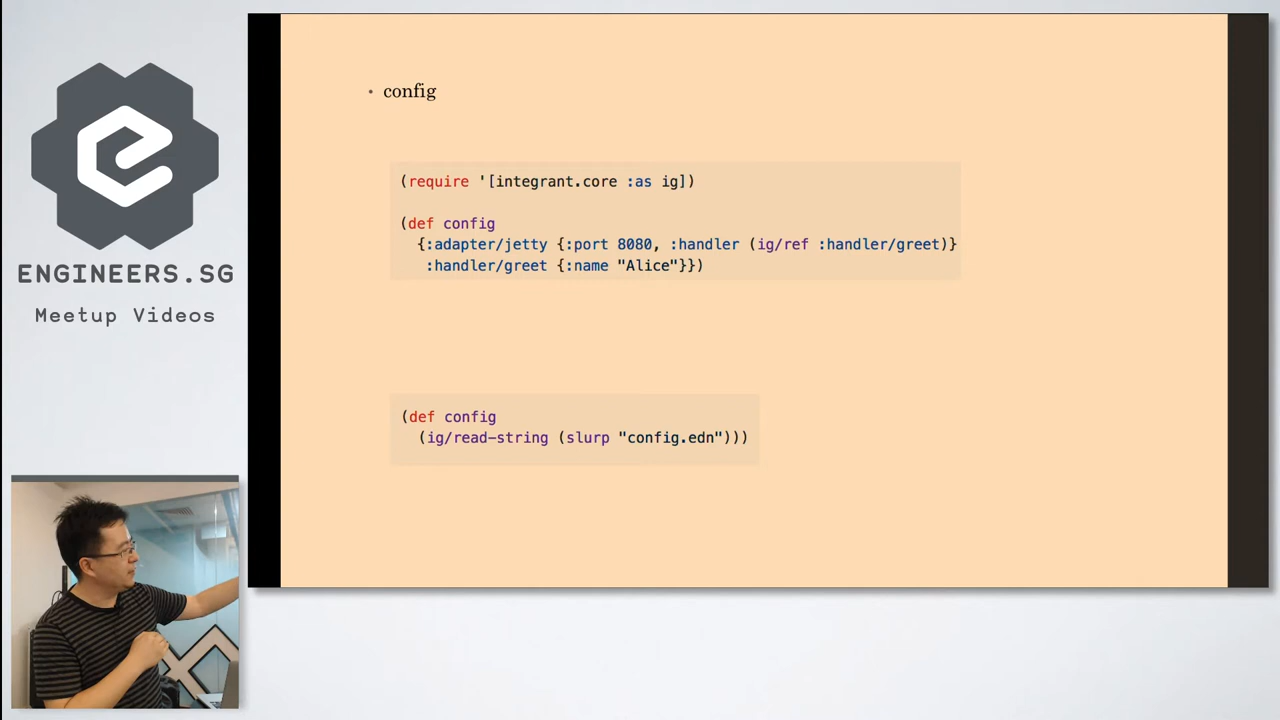 ENGINEERS.SG
Meetup Videos
• config
(require '[integrant.core :as ig])
(def config
{:adapter/jetty {:port 8080, :handler (ig/ref :handler/greet)}
:handler/greet {:name "Alice"}})
(def config
(ig/read-string (slurp "config.edn")))